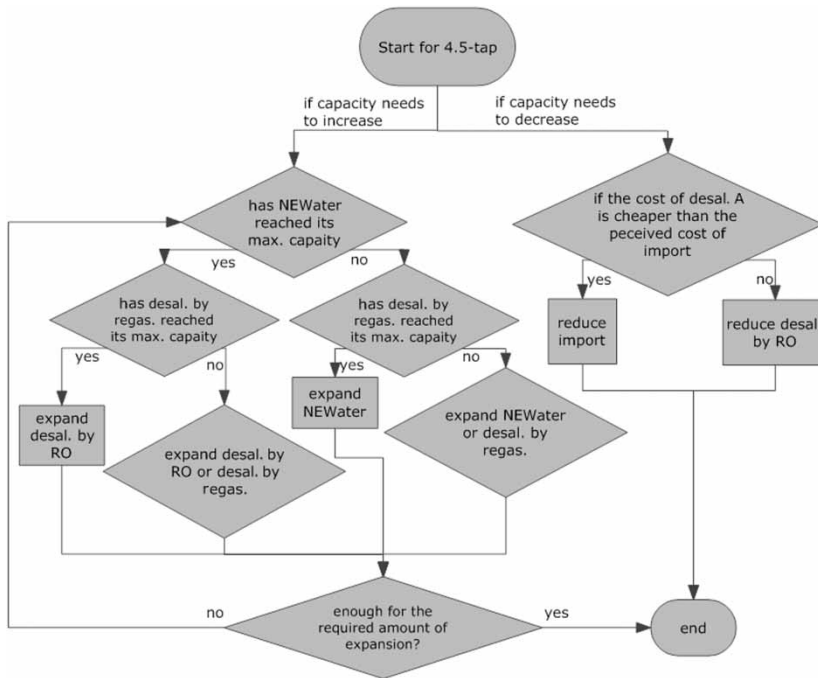 Start for 4.5-tap
if capacity needs
to increase
if capacity needs
to decrease
has NEWater
reached its
max. capaity
if the cost of desal. A
is cheaper than the
peceived cost of
import
yes
no
yes
no
has desal. by
regas. reached
its max. capacity
has desal. by
regas. reached
its max. capacity
reduce
import
reduce desal.
by RO
yes
no
yes
no
expand
desal. by
RO
expand desal. by
RO or desal. by
regas.
expand
NEWater
expand NEWater
or desal. by
regas.
no
enough for the
required amount of
expansion?
yes
end